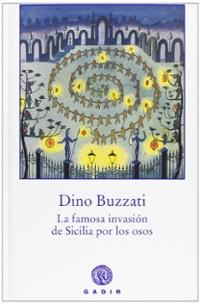 Dino Buzzati
La famosa invasión
de Sicilia por los osos
GADIR